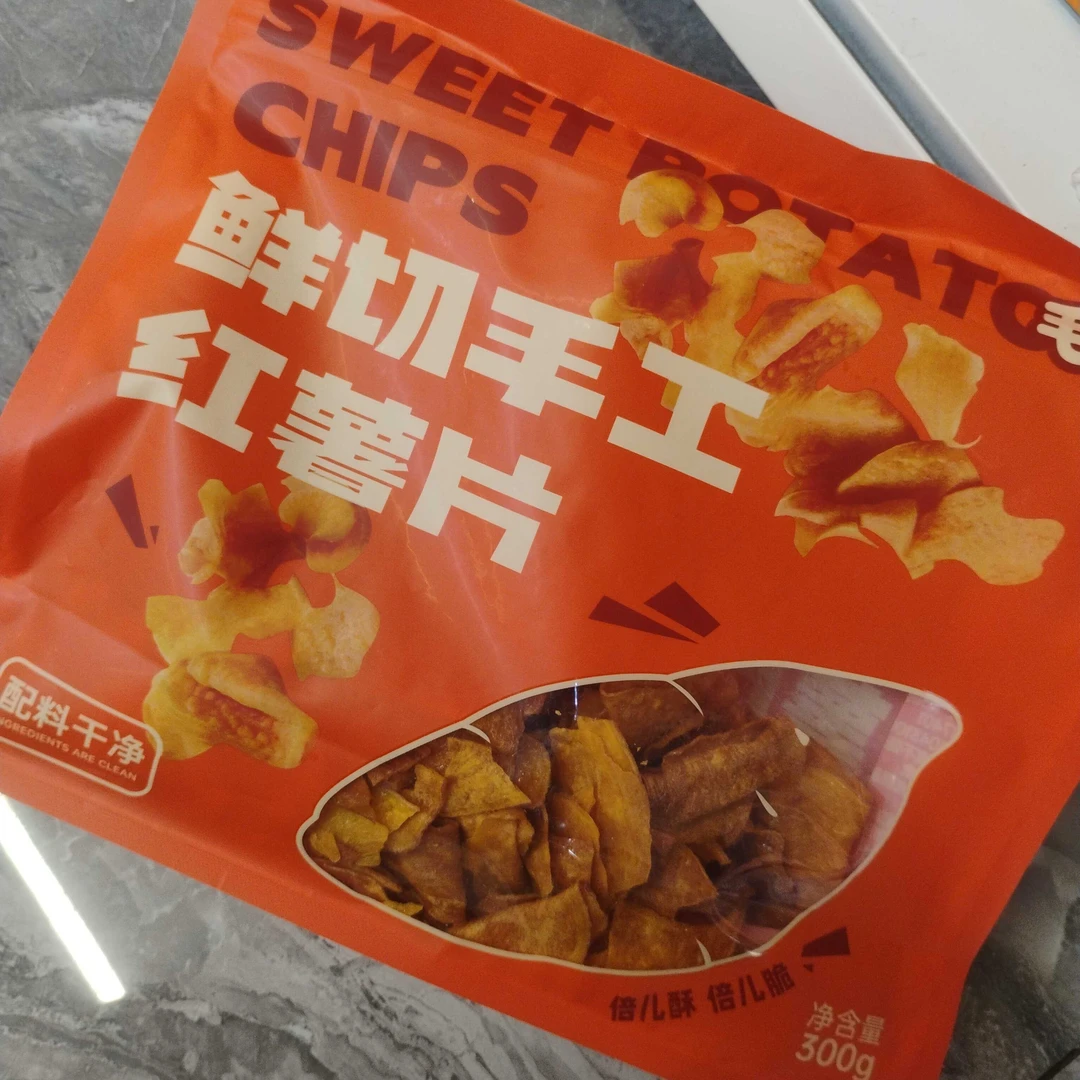 SWEET POTATO
CHIPS
鲜切手工
红薯片
配料干净
INGREDIENTS ARE CLEAN
倍儿酥 倍儿脆
净含量
300g